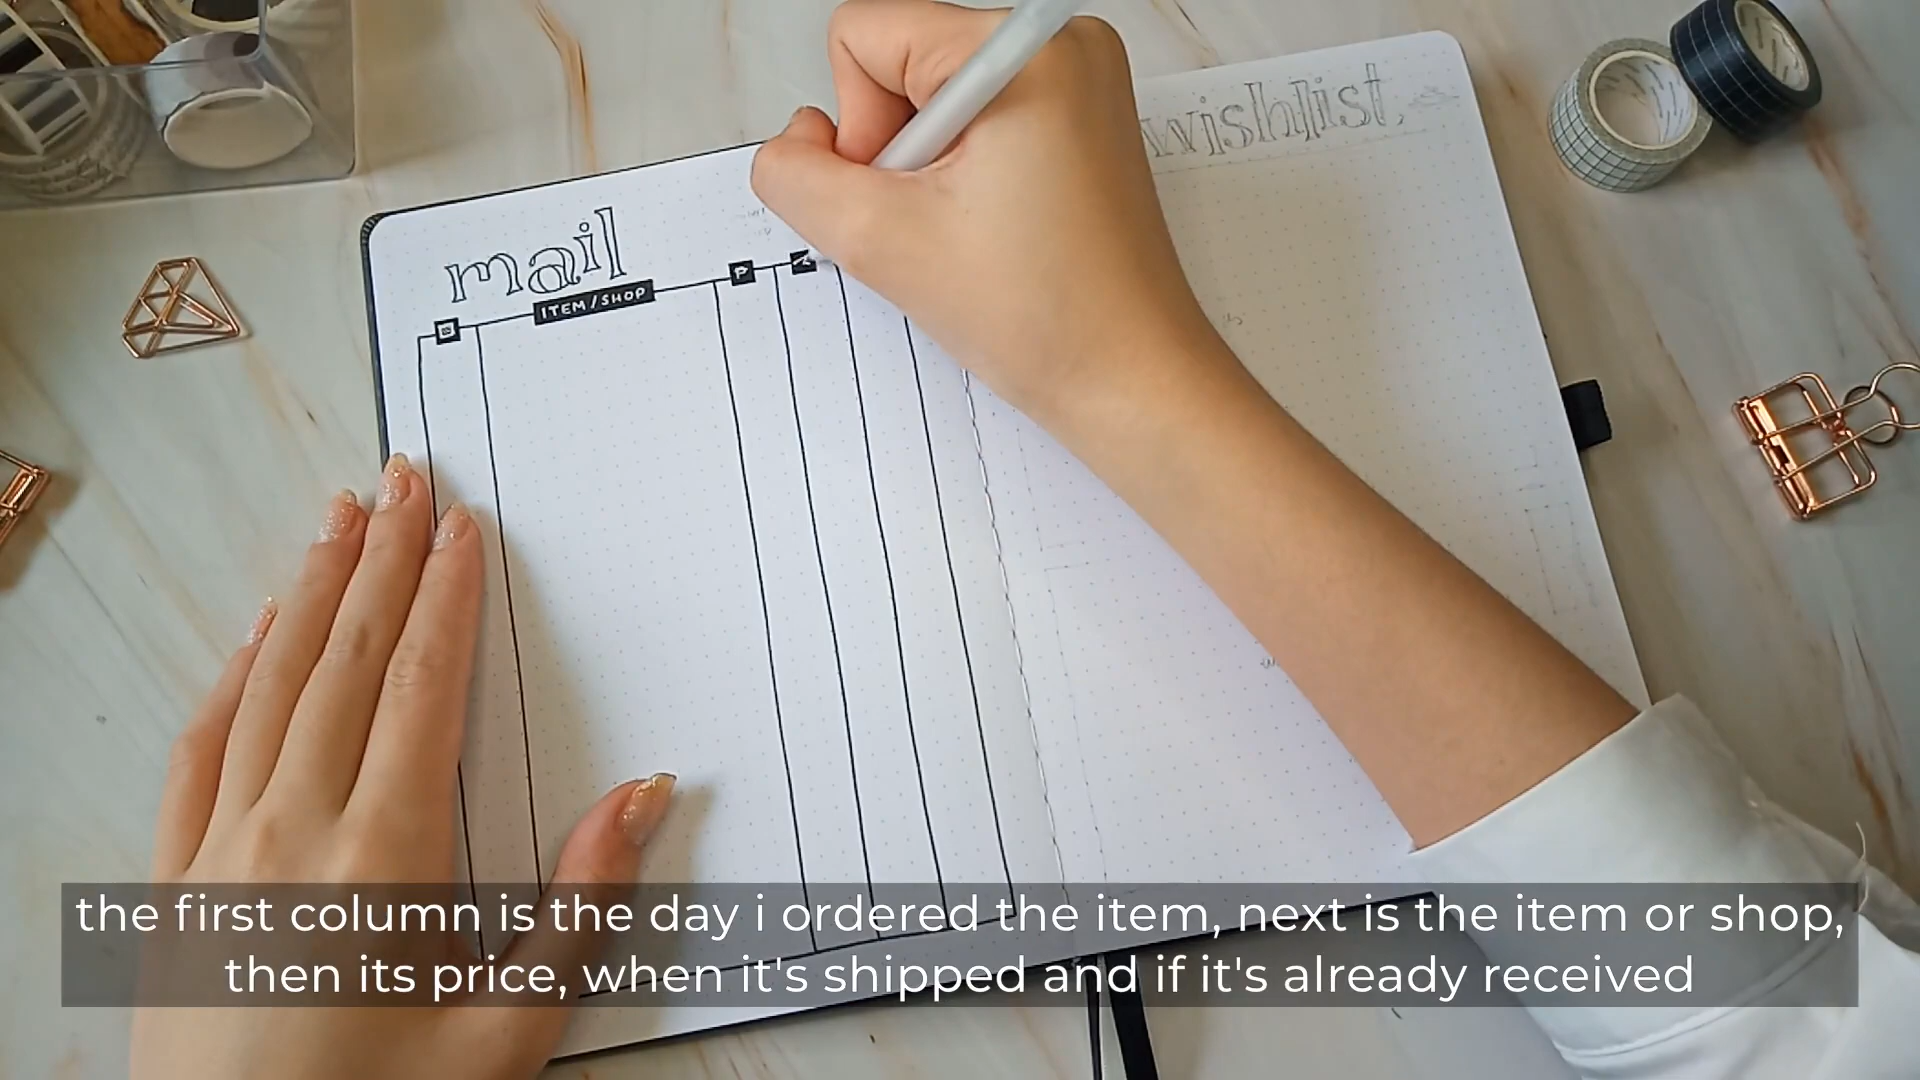 mail
wishlist
ITEM/SHOP
P
the first column is the day i ordered the item, next is the item or shop,
then its price, when it's shipped and if it's already received